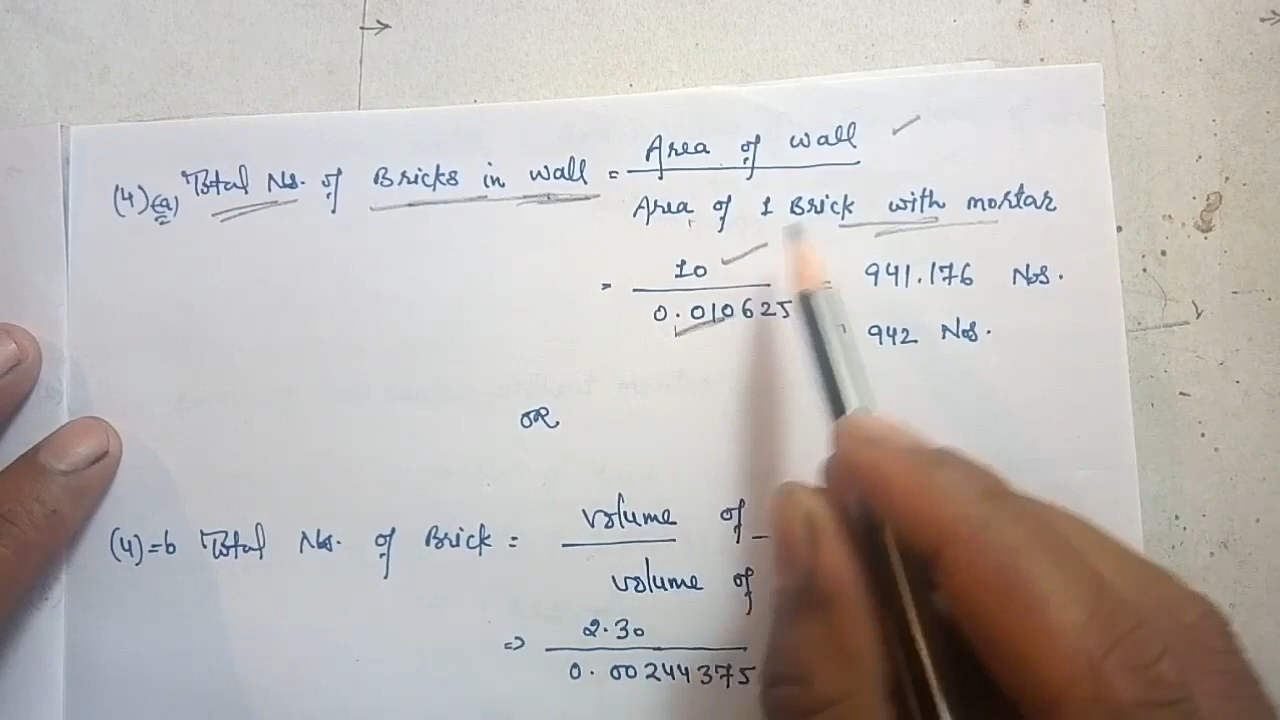 (4)(a) Total No. of Bricks in wall = Area of wall
Area of 1 Brick with mortar
= 10
0.010625
= 941.176 Nos.
942 Nos.
OR
(4)=b Total No. of Brick = volume of
volume of
=> 2.30
0.00244375